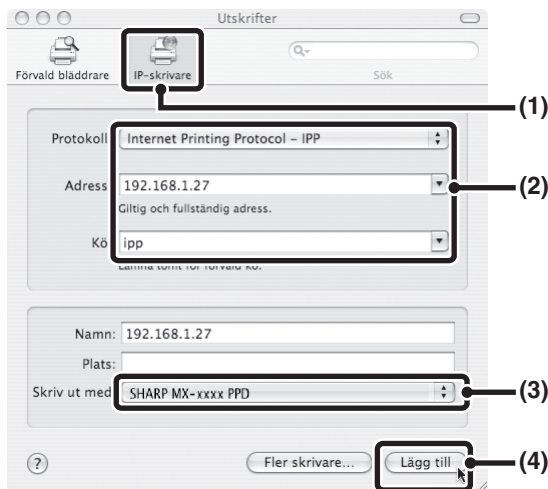 Utskrifter
Förvald bläddrare
IP-skrivare
Sök
(1)
Protokoll
Internet Printing Protocol – IPP
Adress
192.168.1.27
(2)
Giltig och fullständig adress.
Kö
ipp
Lämna tomt för förvald kö.
Namn: 192.168.1.27
Plats:
Skriv ut med
SHARP MX-xxxx PPD
(3)
?
Fler skrivare...
Lägg till
(4)